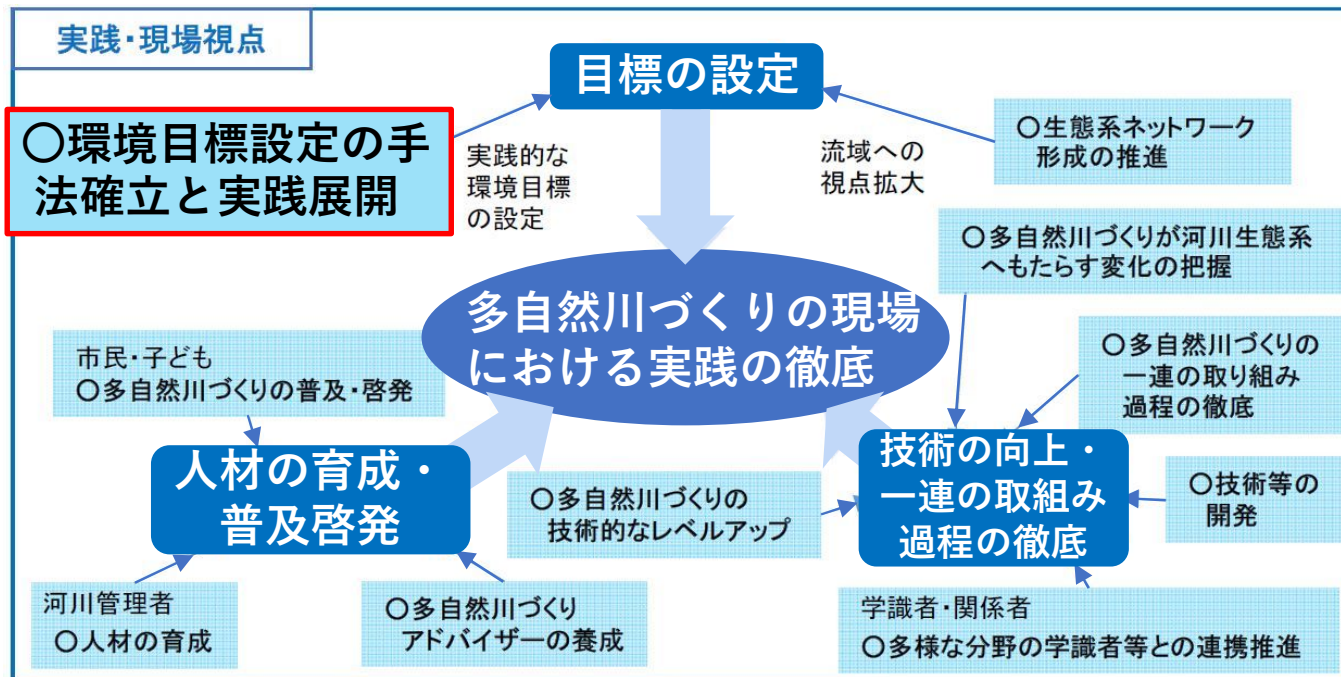 実践・現場視点
目標の設定
〇環境目標設定の手
法確立と実践展開
実践的な
環境目標
の設定
流域への
視点拡大
〇生態系ネットワーク
形成の推進
〇多自然川づくりが河川生態系
へもたらす変化の把握
多自然川づくりの現場
における実践の徹底
市民・子ども
〇多自然川づくりの普及・啓発
〇多自然川づくりの
一連の取り組み
過程の徹底
人材の育成・
普及啓発
〇多自然川づくりの
技術的なレベルアップ
技術の向上・
一連の取組み
過程の徹底
〇技術等の
開発
河川管理者
〇人材の育成
〇多自然川づくり
アドバイザーの養成
学識者・関係者
〇多様な分野の学識者等との連携推進